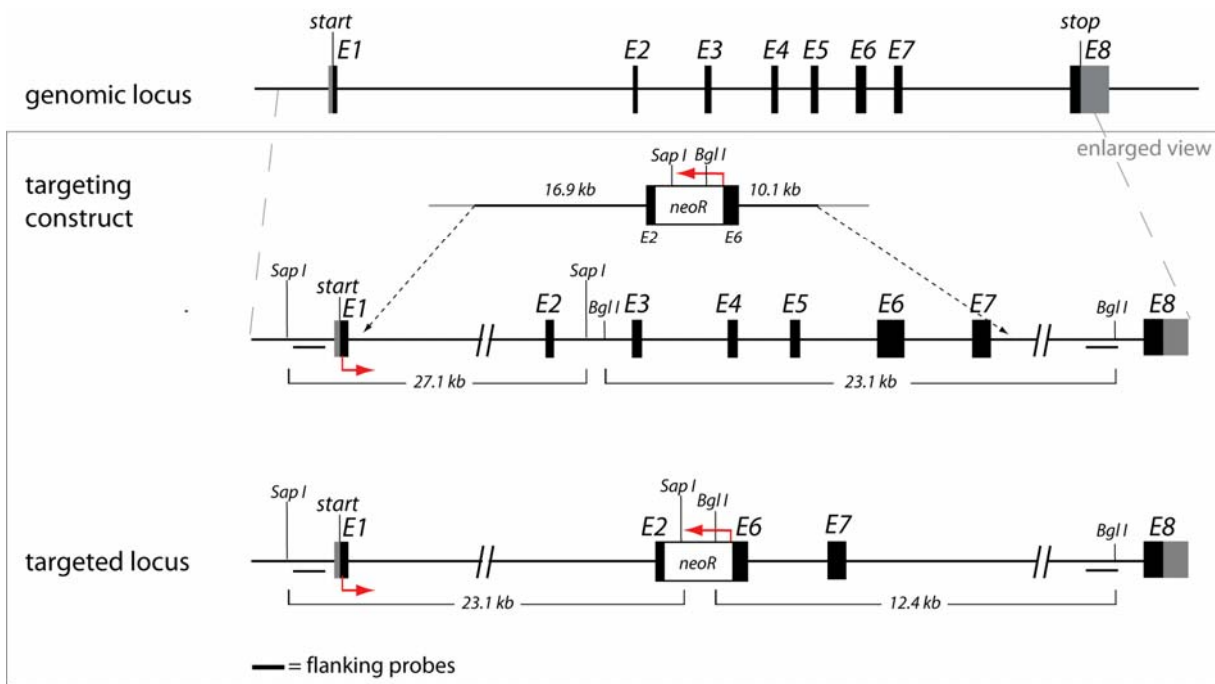 start stop
E1 E2 E3 E4 E5 E6 E7 E8
genomic locus
enlarged view
targeting
construct
Sap I Bgl I
16.9 kb 10.1 kb
neoR
E2 E6
Sap I Sap I
start Bgl I Bgl I
E1 E2 E3 E4 E5 E6 E7 E8
27.1 kb 23.1 kb
Sap I Sap I
start Bgl I Bgl I
E1 E2 E6 E7 E8
targeted locus
neoR
23.1 kb 12.4 kb
= flanking probes